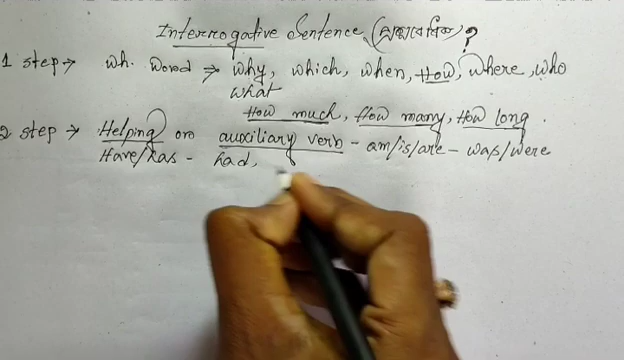 Interrogative Sentence (প্রশ্নবোধক)?
1 step → wh. Word ⇒ why, which, when, How, where, who
what
How much, How many, How long.
2 step → Helping or auxiliary verb - am/is/are - was/were
Have/has - had,